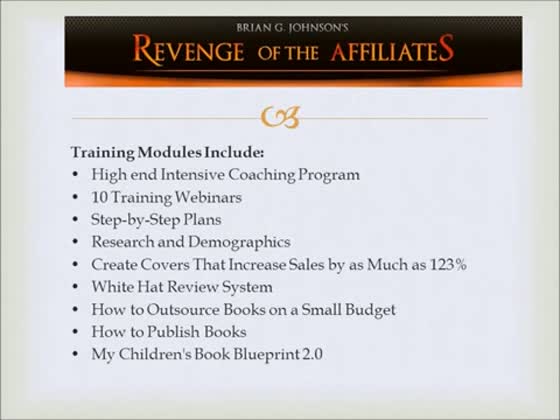 BRIAN G. JOHNSON'S
REVENGE OF THE AFFILIATES
Training Modules Include:
• High end Intensive Coaching Program
• 10 Training Webinars
• Step-by-Step Plans
• Research and Demographics
• Create Covers That Increase Sales by as Much as 123%
• White Hat Review System
• How to Outsource Books on a Small Budget
• How to Publish Books
• My Children's Book Blueprint 2.0